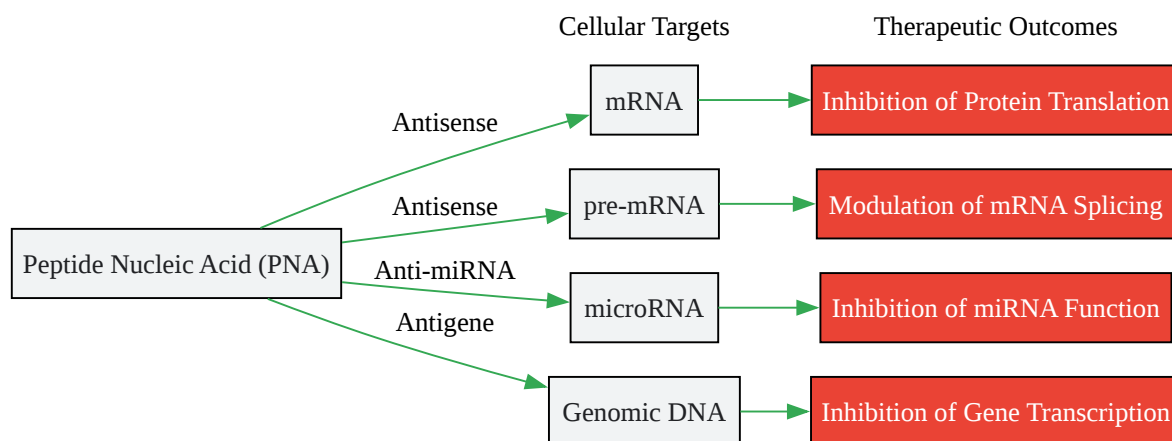 Cellular Targets
Therapeutic Outcomes
mRNA
Inhibition of Protein Translation
Antisense
Antisense
pre-mRNA
Modulation of mRNA Splicing
Peptide Nucleic Acid (PNA)
Anti-miRNA
microRNA
Inhibition of miRNA Function
Antigene
Genomic DNA
Inhibition of Gene Transcription